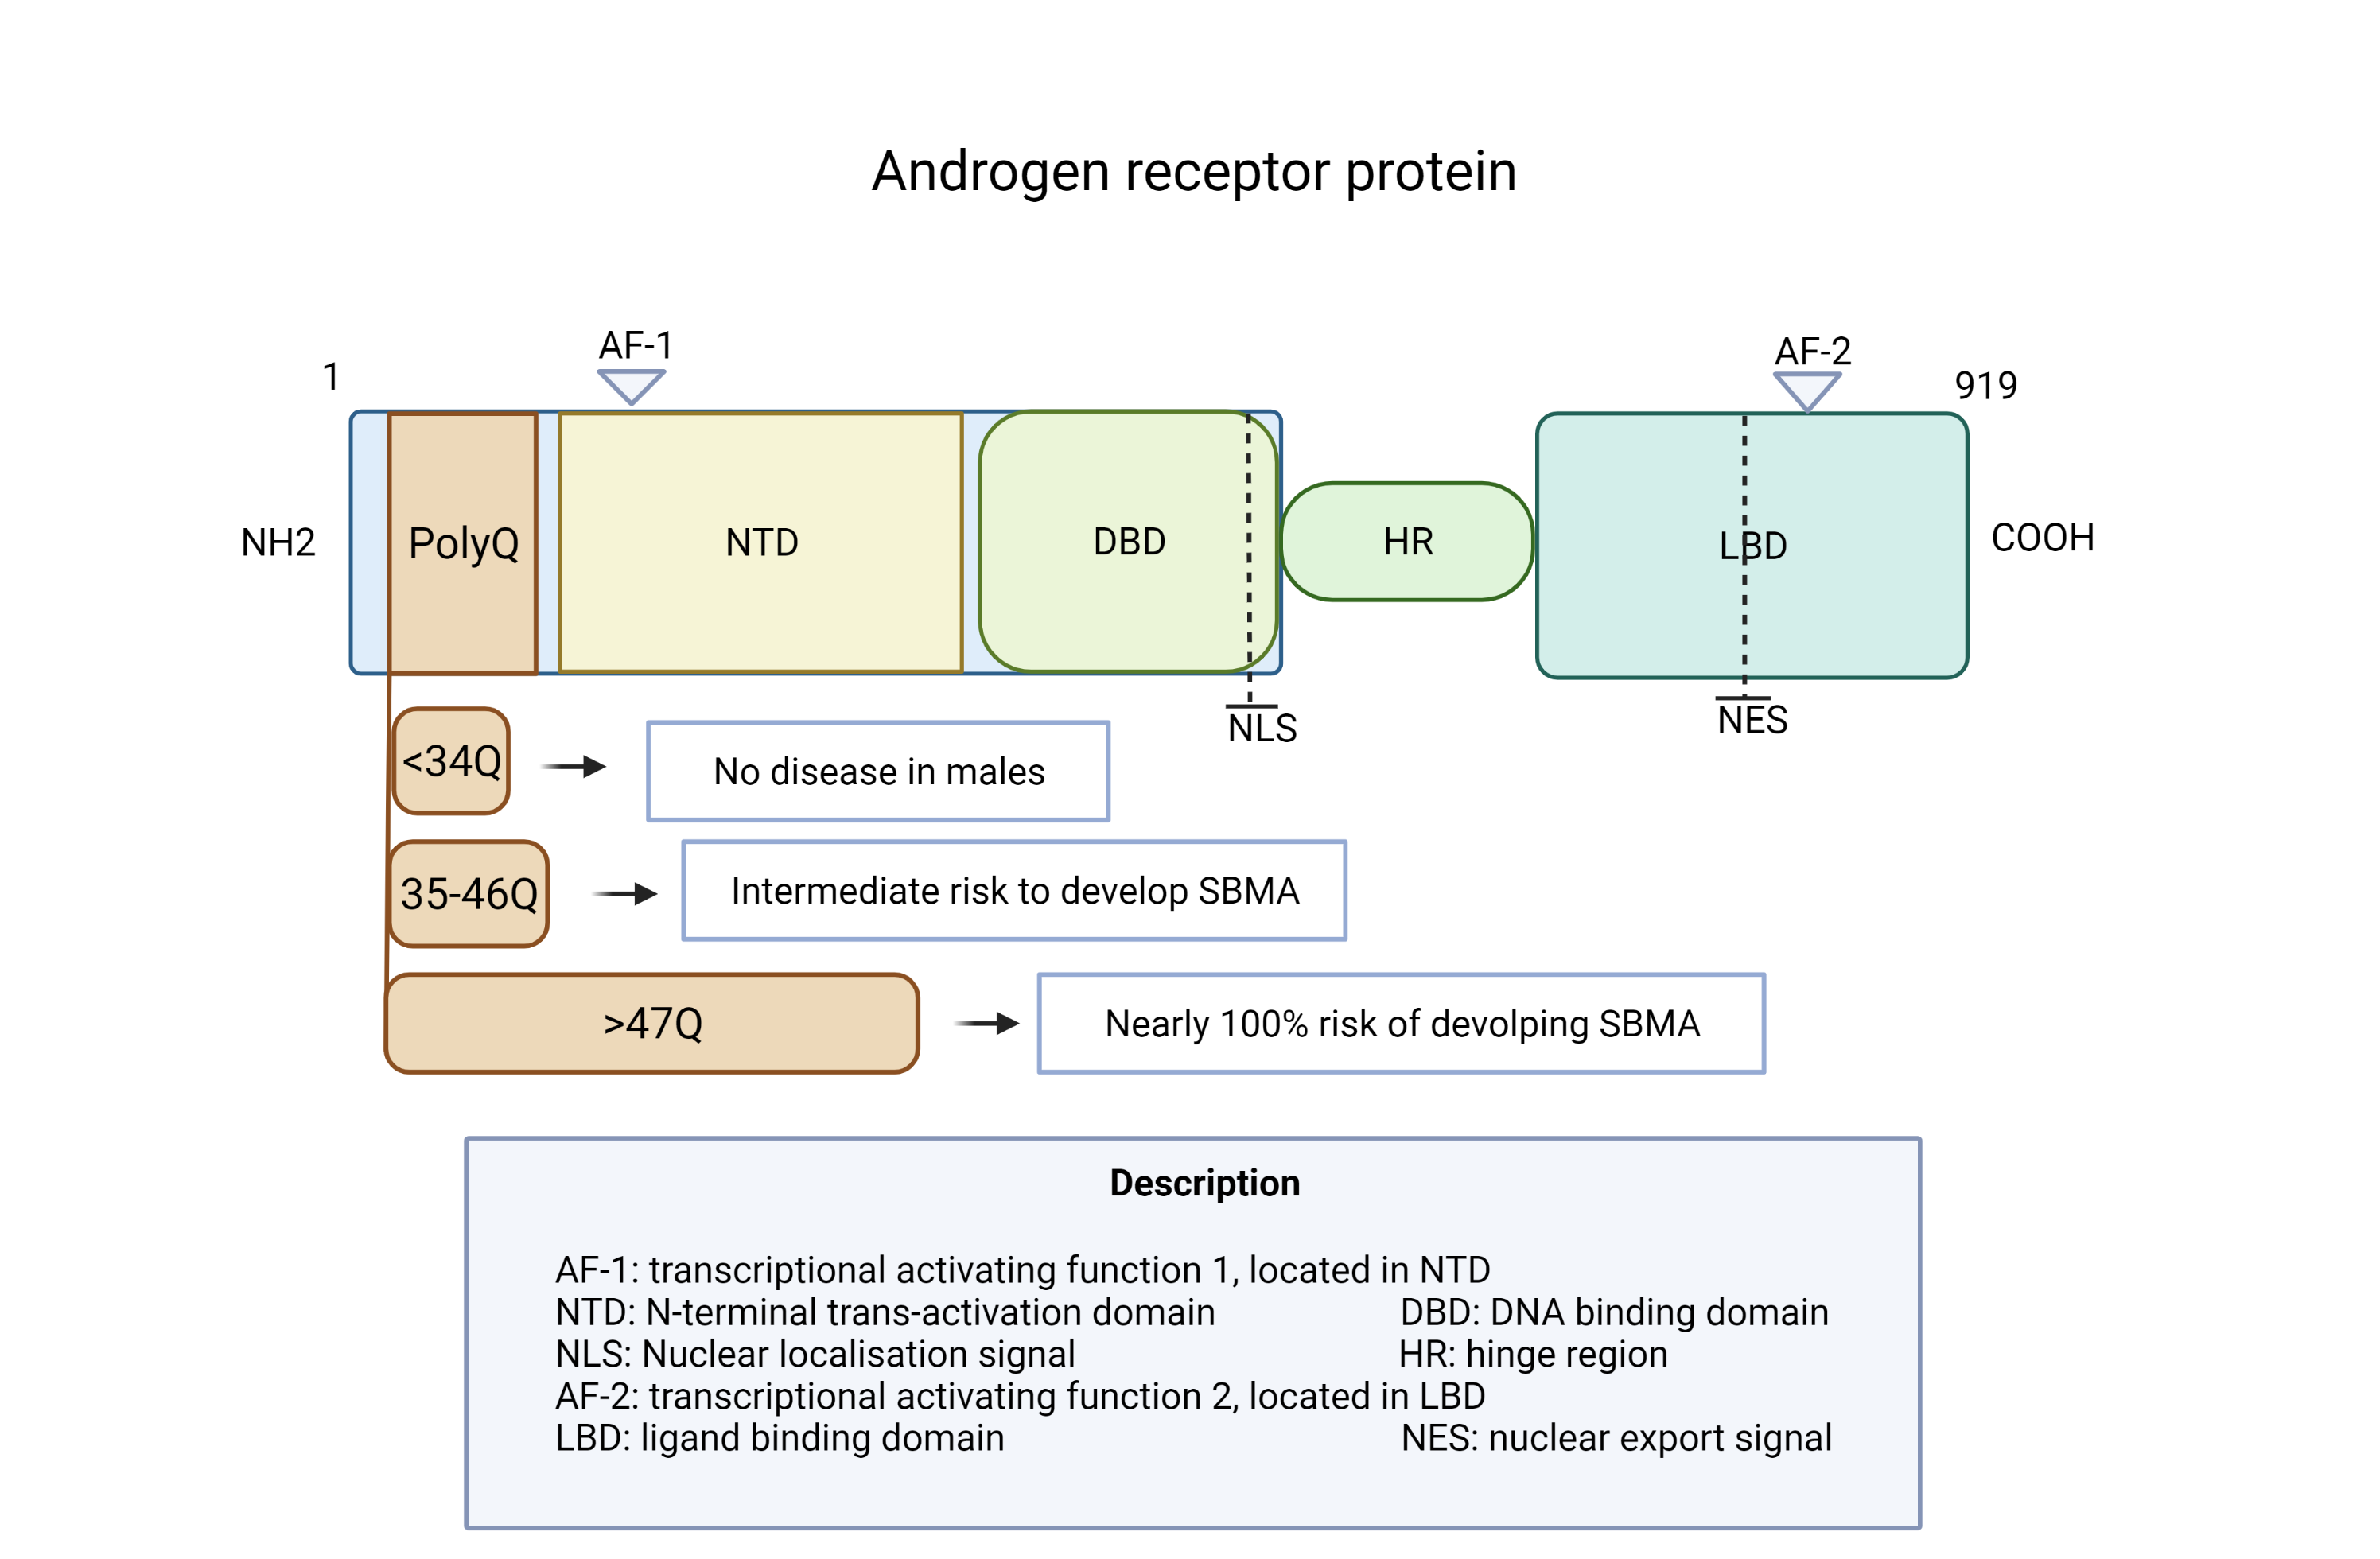 Androgen receptor protein
AF-1
AF-2
1
919
NH2
PolyQ
NTD
DBD
HR
LBD
COOH
NLS
NES
<34Q
No disease in males
35-46Q
Intermediate risk to develop SBMA
>47Q
Nearly 100% risk of devolping SBMA
Description
AF-1: transcriptional activating function 1, located in NTD
NTD: N-terminal trans-activation domain
DBD: DNA binding domain
NLS: Nuclear localisation signal
HR: hinge region
AF-2: transcriptional activating function 2, located in LBD
LBD: ligand binding domain
NES: nuclear export signal